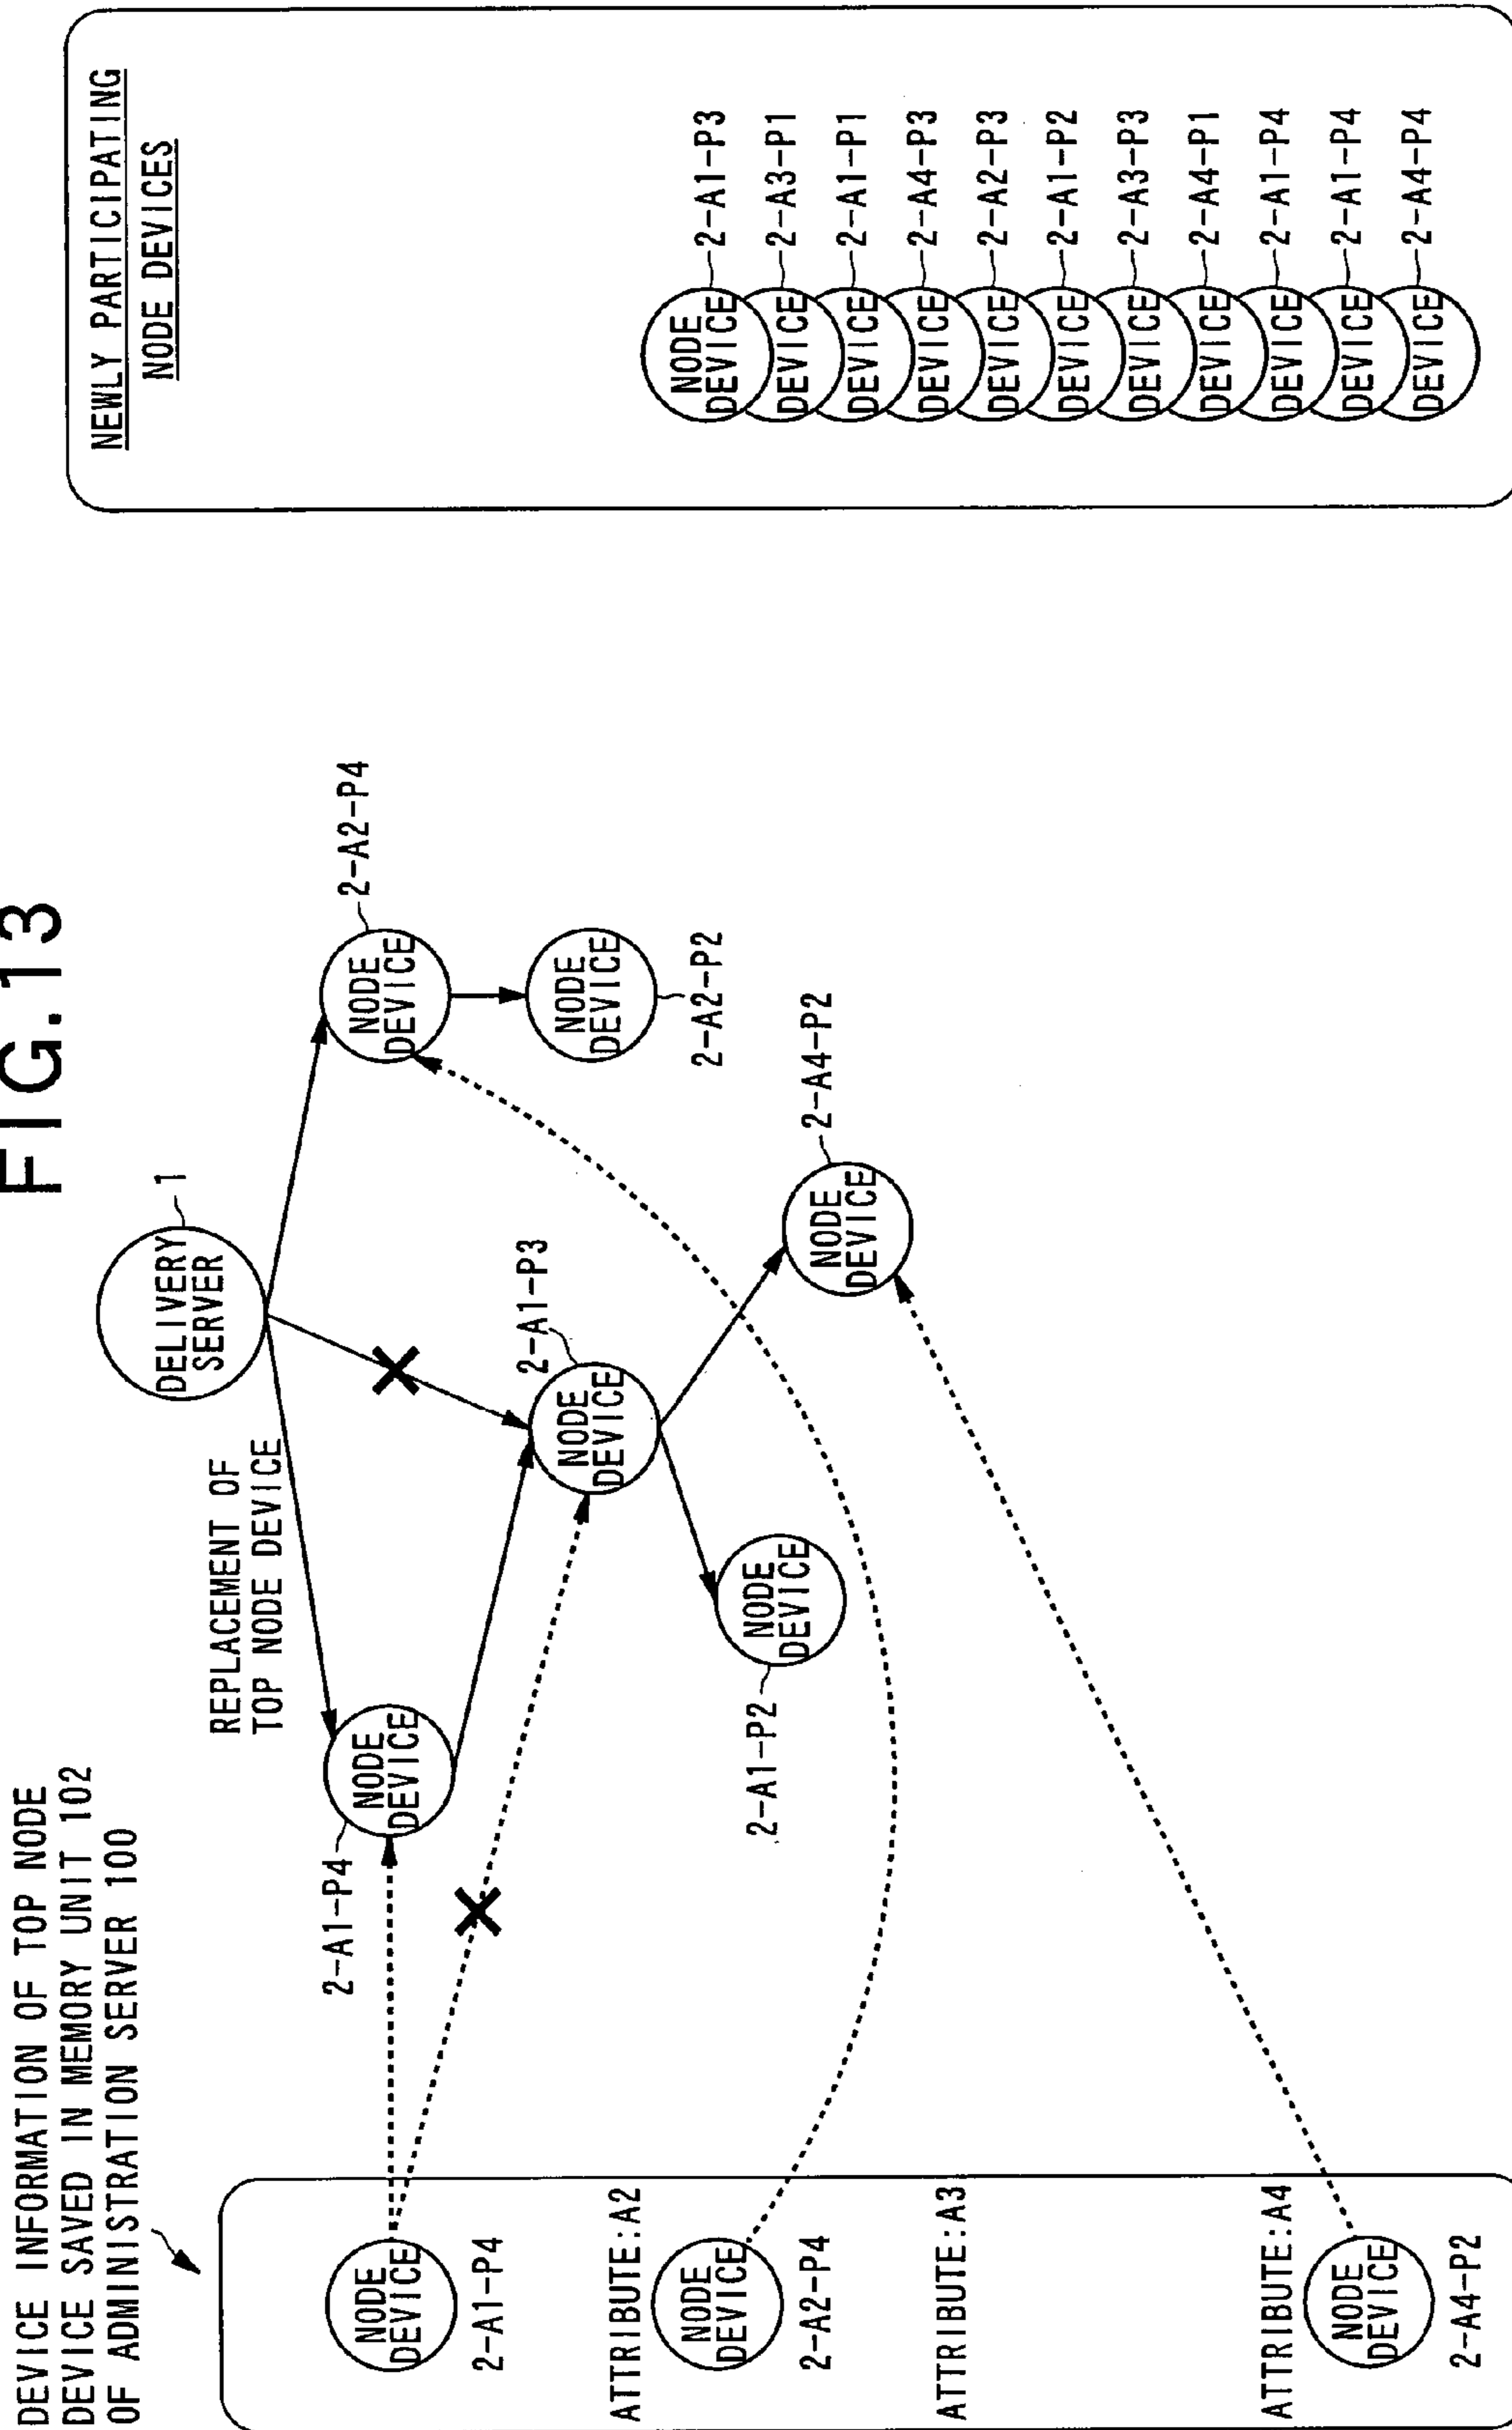 FIG.13
DEVICE INFORMATION OF TOP NODE
DEVICE SAVED IN MEMORY UNIT 102
OF ADMINISTRATION SERVER 100
NODE
DEVICE
2-A1-P4
ATTRIBUTE:A2
NODE
DEVICE
2-A2-P4
ATTRIBUTE:A3
ATTRIBUTE:A4
NODE
DEVICE
2-A4-P2
DELIVERY
SERVER
1
REPLACEMENT OF
TOP NODE DEVICE
2-A1-P4
NODE
DEVICE
NODE
DEVICE
2-A2-P4
2-A1-P3
NODE
DEVICE
NODE
DEVICE
2-A2-P2
2-A1-P2
NODE
DEVICE
NODE
DEVICE
2-A4-P2
NEWLY PARTICIPATING
NODE DEVICES
NODE
DEVICE 2-A1-P3
DEVICE 2-A3-P1
DEVICE 2-A1-P1
DEVICE 2-A4-P3
DEVICE 2-A2-P3
DEVICE 2-A1-P2
DEVICE 2-A3-P3
DEVICE 2-A4-P1
DEVICE 2-A1-P4
DEVICE 2-A1-P4
DEVICE 2-A4-P4